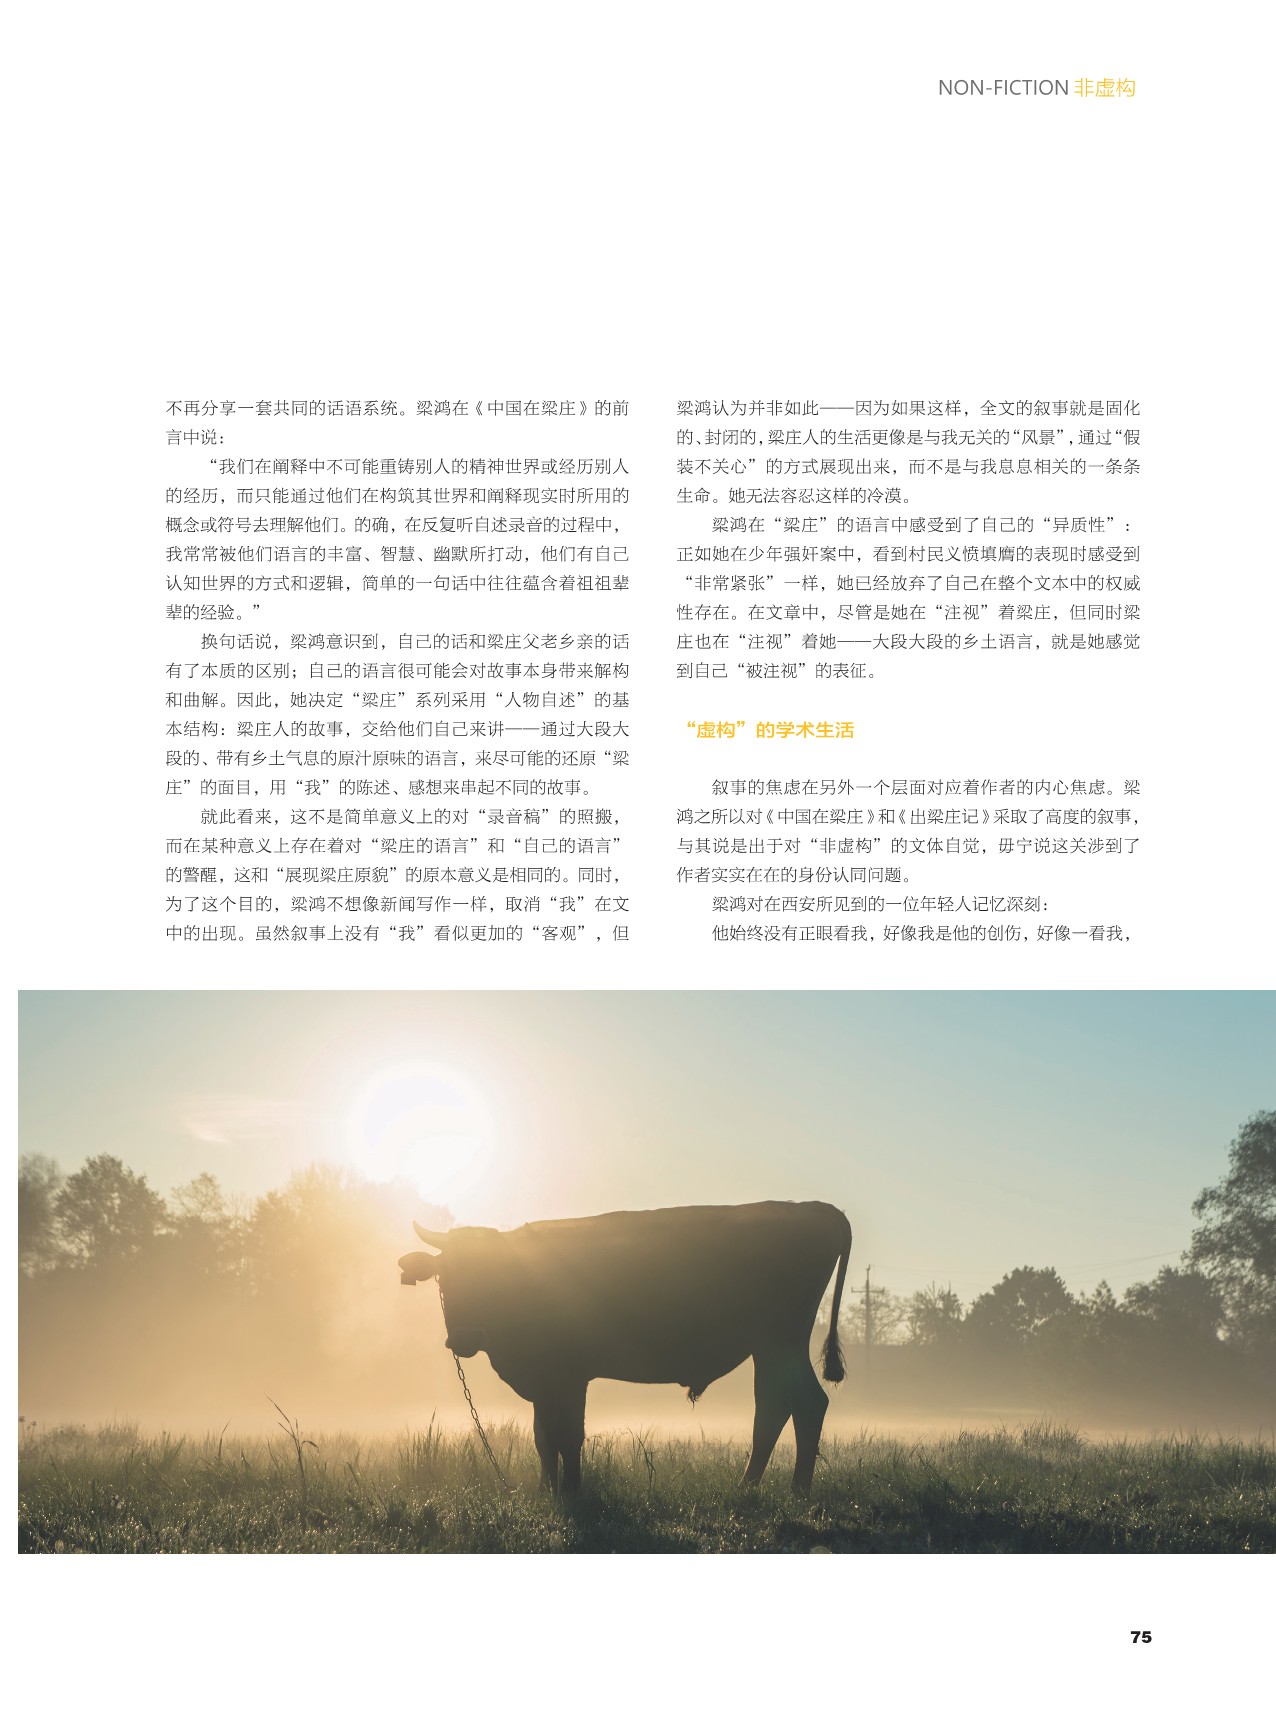 NON-FICTION 非虚构
不再分享一套共同的话语系统。梁鸿在《中国在梁庄》的前
言中说：
“我们在阐释中不可能重铸别人的精神世界或经历别人
的经历，而只能通过他们在构筑其世界和阐释现实时所用的
概念或符号去理解他们。的确，在反复听自述录音的过程中，
我常常被他们语言的丰富、智慧、幽默所打动，他们有自己
认知世界的方式和逻辑，简单的一句话中往往蕴含着祖祖辈
辈的经验。”
换句话说，梁鸿意识到，自己的话和梁庄父老乡亲的话
有了本质的区别；自己的语言很可能会对故事本身带来解构
和曲解。因此，她决定“梁庄”系列采用“人物自述”的基
本结构：梁庄人的故事，交给他们自己来讲——通过大段大
段的、带有乡土气息的原汁原味的语言，来尽可能的还原“梁
庄”的面目，用“我”的陈述、感想来串起不同的故事。
就此看来，这不是简单意义上的对“录音稿”的照搬，
而在某种意义上存在着对“梁庄的语言”和“自己的语言”
的警醒，这和“展现梁庄原貌”的原本意义是相同的。同时，
为了这个目的，梁鸿不想像新闻写作一样，取消“我”在文
中的出现。虽然叙事上没有“我”看似更加的“客观”，但
梁鸿认为并非如此——因为如果这样，全文的叙事就是固化
的、封闭的，梁庄人的生活更像是与我无关的“风景”，通过“假
装不关心”的方式展现出来，而不是与我息息相关的一条条
生命。她无法容忍这样的冷漠。
梁鸿在“梁庄”的语言中感受到了自己的“异质性”：
正如她在少年强奸案中，看到村民义愤填膺的表现时感受到
“非常紧张”一样，她已经放弃了自己在整个文本中的权威
性存在。在文章中，尽管是她在“注视”着梁庄，但同时梁
庄也在“注视”着她——大段大段的乡土语言，就是她感觉
到自己“被注视”的表征。
“虚构”的学术生活
叙事的焦虑在另外一个层面对应着作者的内心焦虑。梁
鸿之所以对《中国在梁庄》和《出梁庄记》采取了高度的叙事，
与其说是出于对“非虚构”的文体自觉，毋宁说这关涉到了
作者实实在在的身份认同问题。
梁鸿对在西安所见到的一位年轻人记忆深刻：
他始终没有正眼看我，好像我是他的创伤，好像一看我，
75